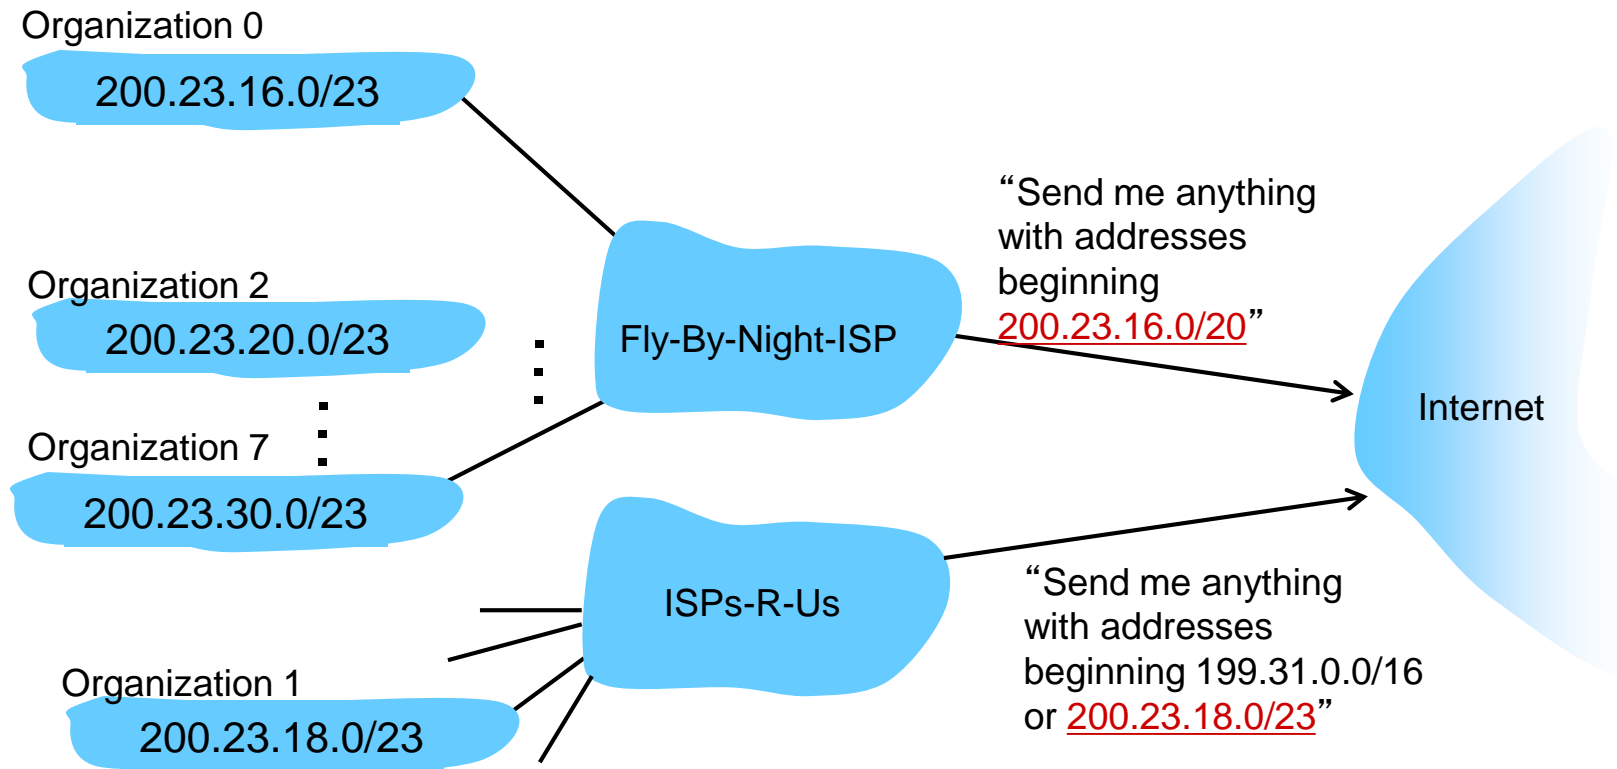 Organization 0
200.23.16.0/23
Organization 2
200.23.20.0/23
Organization 7
200.23.30.0/23
Fly-By-Night-ISP
“Send me anything
with addresses
beginning
200.23.16.0/20”
Internet
ISPs-R-Us
“Send me anything
with addresses
beginning 199.31.0.0/16
or 200.23.18.0/23”
Organization 1
200.23.18.0/23